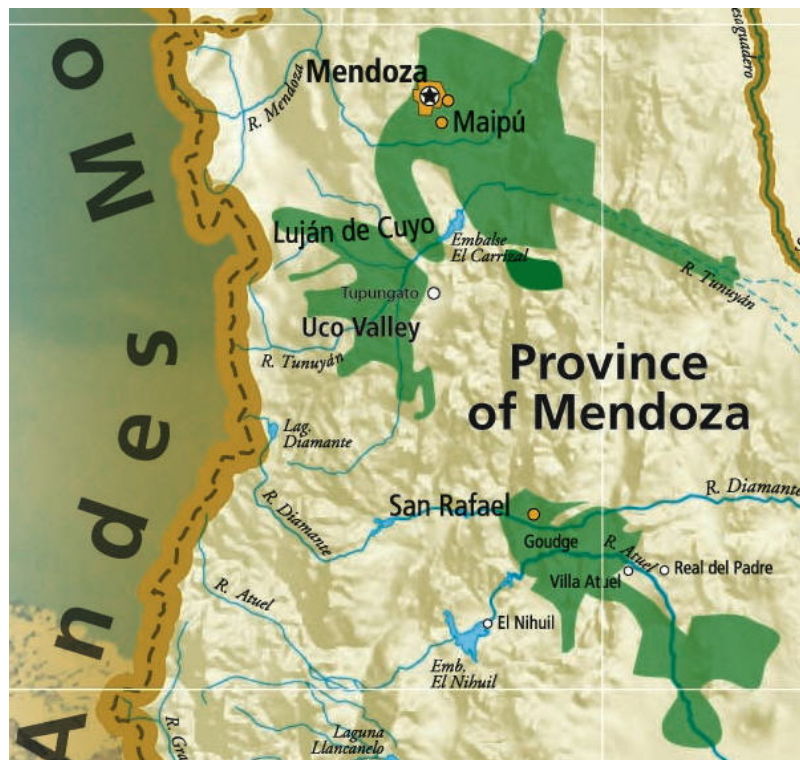 Andes Mo
esaguadero
Mendoza
R. Mendoza
Maipú
Luján de Cuyo
Embalse
El Carrizal
R. Tunuyán
Tupungato
Uco Valley
R. Tunuyán
Province
of Mendoza
Lag.
Diamante
R. Diamante
San Rafael
R. Diamante
Goudge
R. Atuel
Villa Atuel
Real del Padre
R. Atuel
El Nihuil
Emb.
El Nihuil
R. Gra
Laguna
Llancanelo